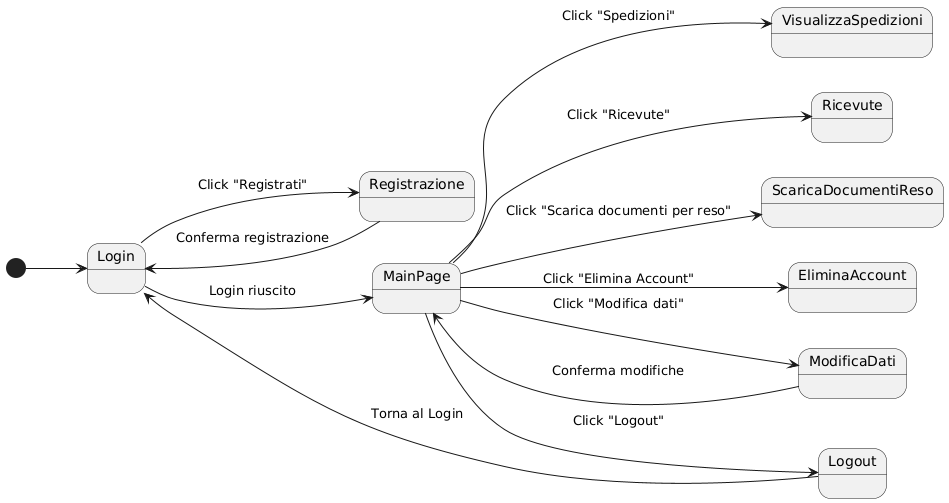 Click "Spedizioni"
VisualizzaSpedizioni
Click "Ricevute"
Ricevute
Click "Registrati"
Registrazione
ScaricaDocumentiReso
Click "Scarica documenti per reso"
Conferma registrazione
Login
MainPage
EliminaAccount
Click "Elimina Account"
Login riuscito
Click "Modifica dati"
ModificaDati
Conferma modifiche
Torna al Login
Click "Logout"
Logout